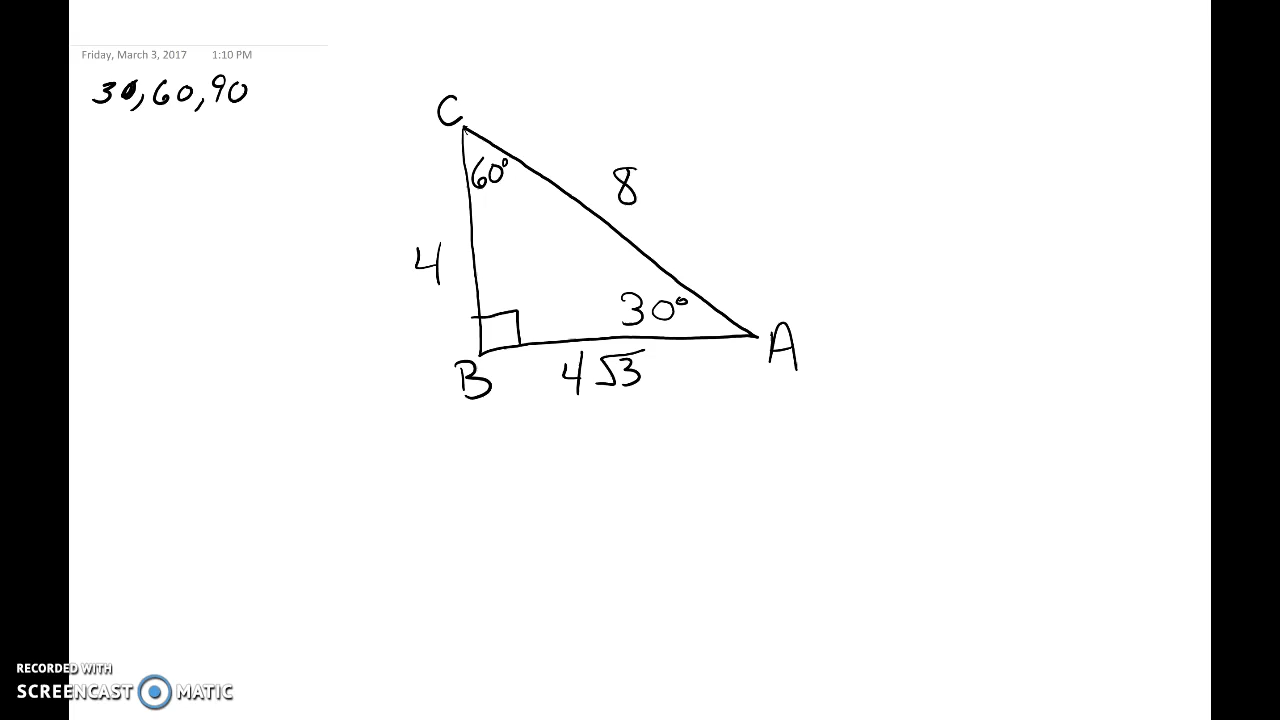 Friday, March 3, 2017 1:10 PM
30,60,90
C
60°
8
4
30°
A
B
4√3
RECORDED WITH
SCREENCAST MATIC